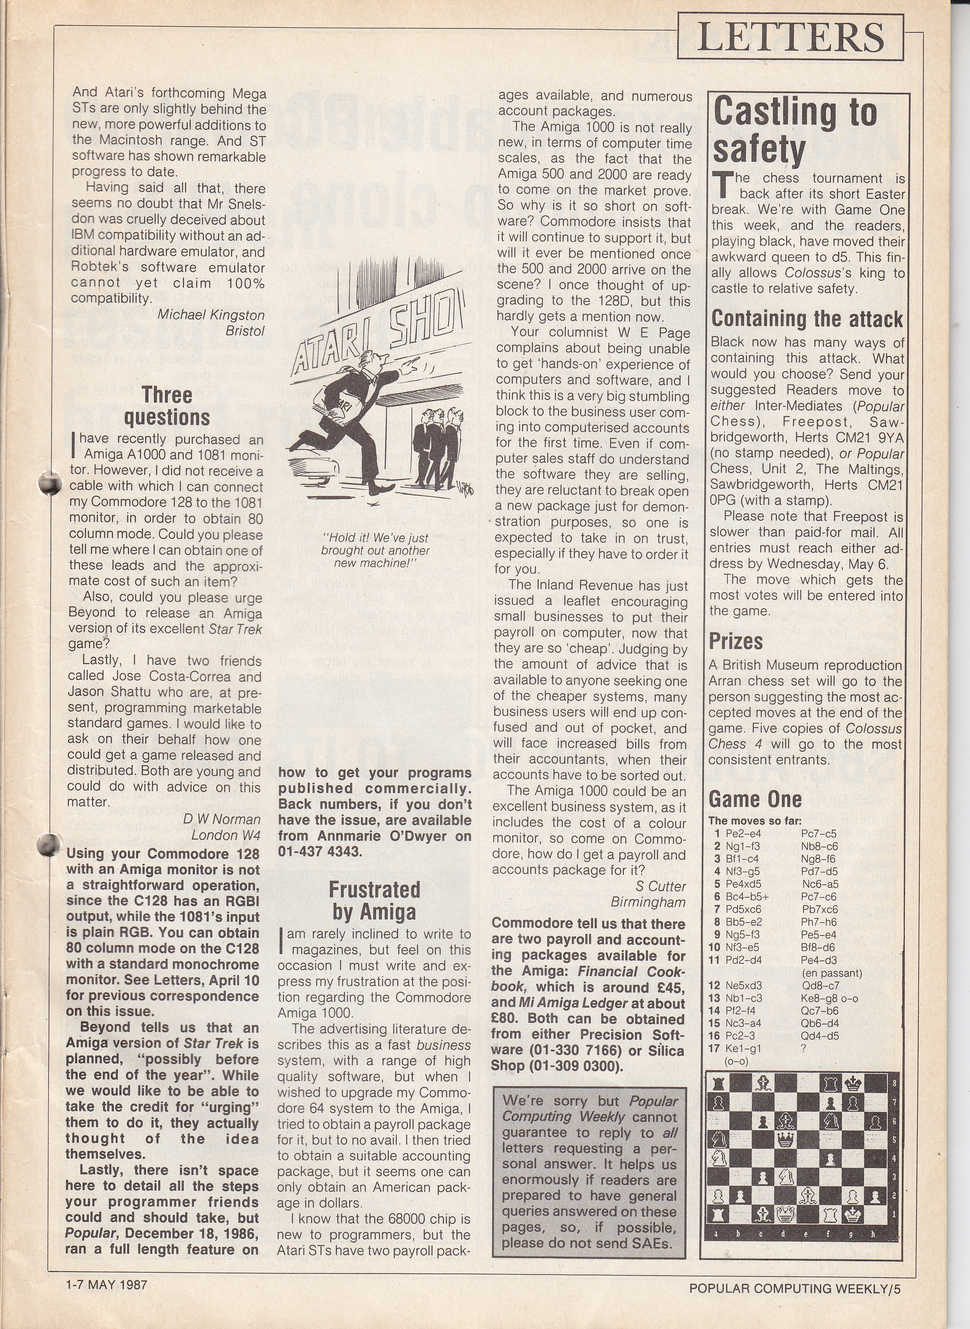 LETTERS
And Atari's forthcoming Mega
STs are only slightly behind the
new, more powerful additions to
the Macintosh range. And ST
software has shown remarkable
progress to date.
Having said all that, there
seems no doubt that Mr Snels-
don was cruelly deceived about
IBM compatibility without an ad-
ditional hardware emulator, and
Robtek's software emulator
cannot yet claim 100%
compatibility.
Michael Kingston
Bristol
Three
questions
I have recently purchased an
Amiga A1000 and 1081 moni-
tor. However, I did not receive a
cable with which I can connect
my Commodore 128 to the 1081
monitor, in order to obtain 80
column mode. Could you please
tell me where I can obtain one of
these leads and the approxi-
mate cost of such an item?
Also, could you please urge
Beyond to release an Amiga
version of its excellent Star Trek
game?
Lastly, I have two friends
called Jose Costa-Correa and
Jason Shattu who are, at pre-
sent, programming marketable
standard games. I would like to
ask on their behalf how one
could get a game released and
distributed. Both are young and
could do with advice on this
matter.
D W Norman
London W4
Using your Commodore 128
with an Amiga monitor is not
a straightforward operation,
since the C128 has an RGBI
output, while the 1081's input
is plain RGB. You can obtain
80 column mode on the C128
with a standard monochrome
monitor. See Letters, April 10
for previous correspondence
on this issue.
Beyond tells us that an
Amiga version of Star Trek is
planned, "possibly before
the end of the year". While
we would like to be able to
take the credit for "urging"
them to do it, they actually
thought of the idea
themselves.
Lastly, there isn't space
here to detail all the steps
your programmer friends
could and should take, but
Popular, December 18, 1986,
ran a full length feature on
ATARI SHO
ARI
"Hold it! We've just
brought out another
new machine!"
how to get your programs
published commercially.
Back numbers, if you don't
have the issue, are available
from Annmarie O'Dwyer on
01-437 4343.
Frustrated
by Amiga
I am rarely inclined to write to
magazines, but feel on this
occasion I must write and ex-
press my frustration at the posi-
tion regarding the Commodore
Amiga 1000.
The advertising literature de-
scribes this as a fast business
system, with a range of high
quality software, but when I
wished to upgrade my Commo-
dore 64 system to the Amiga, I
tried to obtain a payroll package
for it, but to no avail. I then tried
to obtain a suitable accounting
package, but it seems one can
only obtain an American pack-
age in dollars.
I know that the 68000 chip is
new to programmers, but the
Atari STs have two payroll pack-
ages available, and numerous
account packages.
The Amiga 1000 is not really
new, in terms of computer time
scales, as the fact that the
Amiga 500 and 2000 are ready
to come on the market prove.
So why is it so short on soft-
ware? Commodore insists that
it will continue to support it, but
will it ever be mentioned once
the 500 and 2000 arrive on the
scene? I once thought of up-
grading to the 128D, but this
hardly gets a mention now.
Your columnist W E Page
complains about being unable
to get 'hands-on' experience of
computers and software, and I
think this is a very big stumbling
block to the business user com-
ing into computerised accounts
for the first time. Even if com-
puter sales staff do understand
the software they are selling,
they are reluctant to break open
a new package just for demon-
stration purposes, so one is
expected to take in on trust,
especially if they have to order it
for you.
The Inland Revenue has just
issued a leaflet encouraging
small businesses to put their
payroll on computer, now that
they are so 'cheap'. Judging by
the amount of advice that is
available to anyone seeking one
of the cheaper systems, many
business users will end up con-
fused and out of pocket, and
will face increased bills from
their accountants, when their
accounts have to be sorted out.
The Amiga 1000 could be an
excellent business system, as it
includes the cost of a colour
monitor, so come on Commo-
dore, how do I get a payroll and
accounts package for it?
S Cutter
Birmingham
Commodore tell us that there
are two payroll and account-
ing packages available for
the Amiga: Financial Cook-
book, which is around £45,
and Mi Amiga Ledger at about
£80. Both can be obtained
from either Precision Soft-
ware (01-330 7166) or Silica
Shop (01-309 0300).
We're sorry but Popular
Computing Weekly cannot
guarantee to reply to all
letters requesting a per-
sonal answer. It helps us
enormously if readers are
prepared to have general
queries answered on these
pages, so, if possible,
please do not send SAEs.
Castling to
safety
The chess tournament is
back after its short Easter
break. We're with Game One
this week, and the readers,
playing black, have moved their
awkward queen to d5. This fin-
ally allows Colossus's king to
castle to relative safety.
Containing the attack
Black now has many ways of
containing this attack. What
would you choose? Send your
suggested Readers move to
either Inter-Mediates (Popular
Chess), Freepost, Saw-
bridgeworth, Herts CM21 9YA
(no stamp needed), or Popular
Chess, Unit 2, The Maltings,
Sawbridgeworth, Herts CM21
0PG (with a stamp).
Please note that Freepost is
slower than paid-for mail. All
entries must reach either ad-
dress by Wednesday, May 6.
The move which gets the
most votes will be entered into
the game.
Prizes
A British Museum reproduction
Arran chess set will go to the
person suggesting the most ac-
cepted moves at the end of the
game. Five copies of Colossus
Chess 4 will go to the most
consistent entrants.
Game One
The moves so far:
1 Pe2-e4 Pc7-c5
2 Ng1-f3 Nb8-c6
3 Bf1-c4 Ng8-f6
4 Nf3-g5 Pd7-d5
5 Pe4xd5 Nc6-a5
6 Bc4-b5+ Pc7-c6
7 Pd5xc6 Pb7xc6
8 Bb5-e2 Ph7-h6
9 Ng5-f3 Pe5-e4
10 Nf3-e5 Bf8-d6
11 Pd2-d4 Pe4-d3
(en passant)
12 Ne5xd3 Qd8-c7
13 Nb1-c3 Ke8-g8 o-o
14 Pf2-f4 Qc7-b6
15 Nc3-a4 Qb6-d4
16 Pc2-3 Qd4-d5
17 Ke1-g1 ?
(o-o)
8
7
6
5
4
3
2
1
a b c d e f g h
1-7 MAY 1987
POPULAR COMPUTING WEEKLY/5